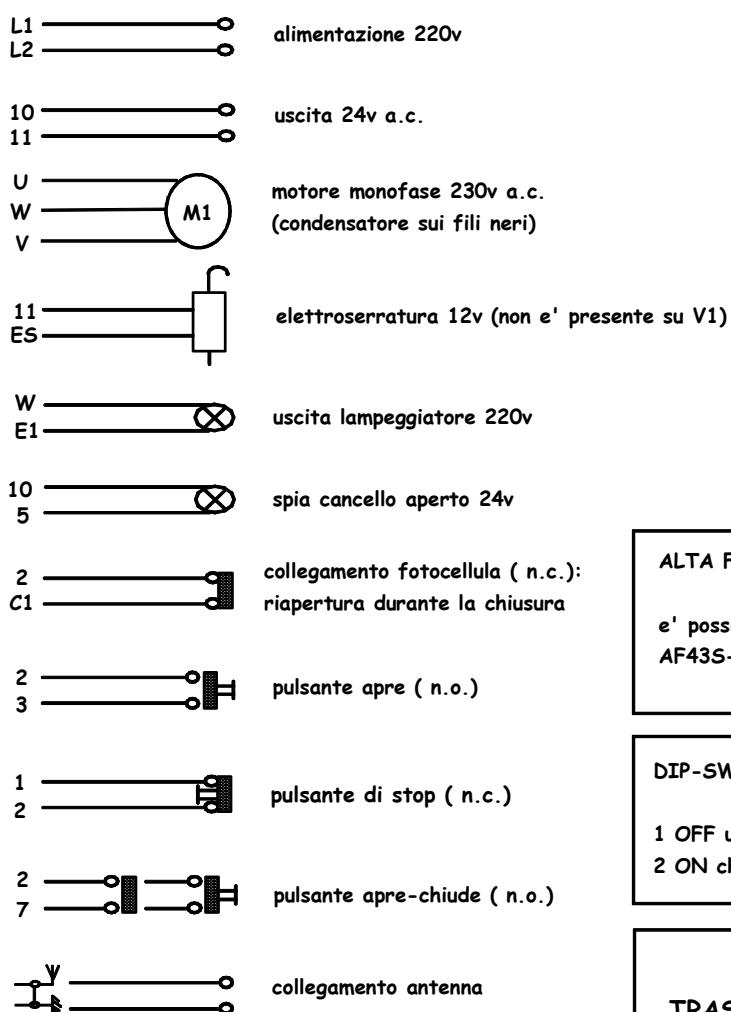 L1
L2
alimentazione 220v
10
11
uscita 24v a.c.
U
W
V
M1
motore monofase 230v a.c.
(condensatore sui fili neri)
11
ES
elettroserratura 12v (non e' presente su V1)
W
E1
uscita lampeggiatore 220v
10
5
spia cancello aperto 24v
2
C1
collegamento fotocellula ( n.c.):
riapertura durante la chiusura
2
3
pulsante apre ( n.o.)
1
2
pulsante di stop ( n.c.)
2
7
pulsante apre-chiude ( n.o.)
collegamento antenna
ALTA
e'
AF43S-
DIP-SW
1 OFF
2 ON